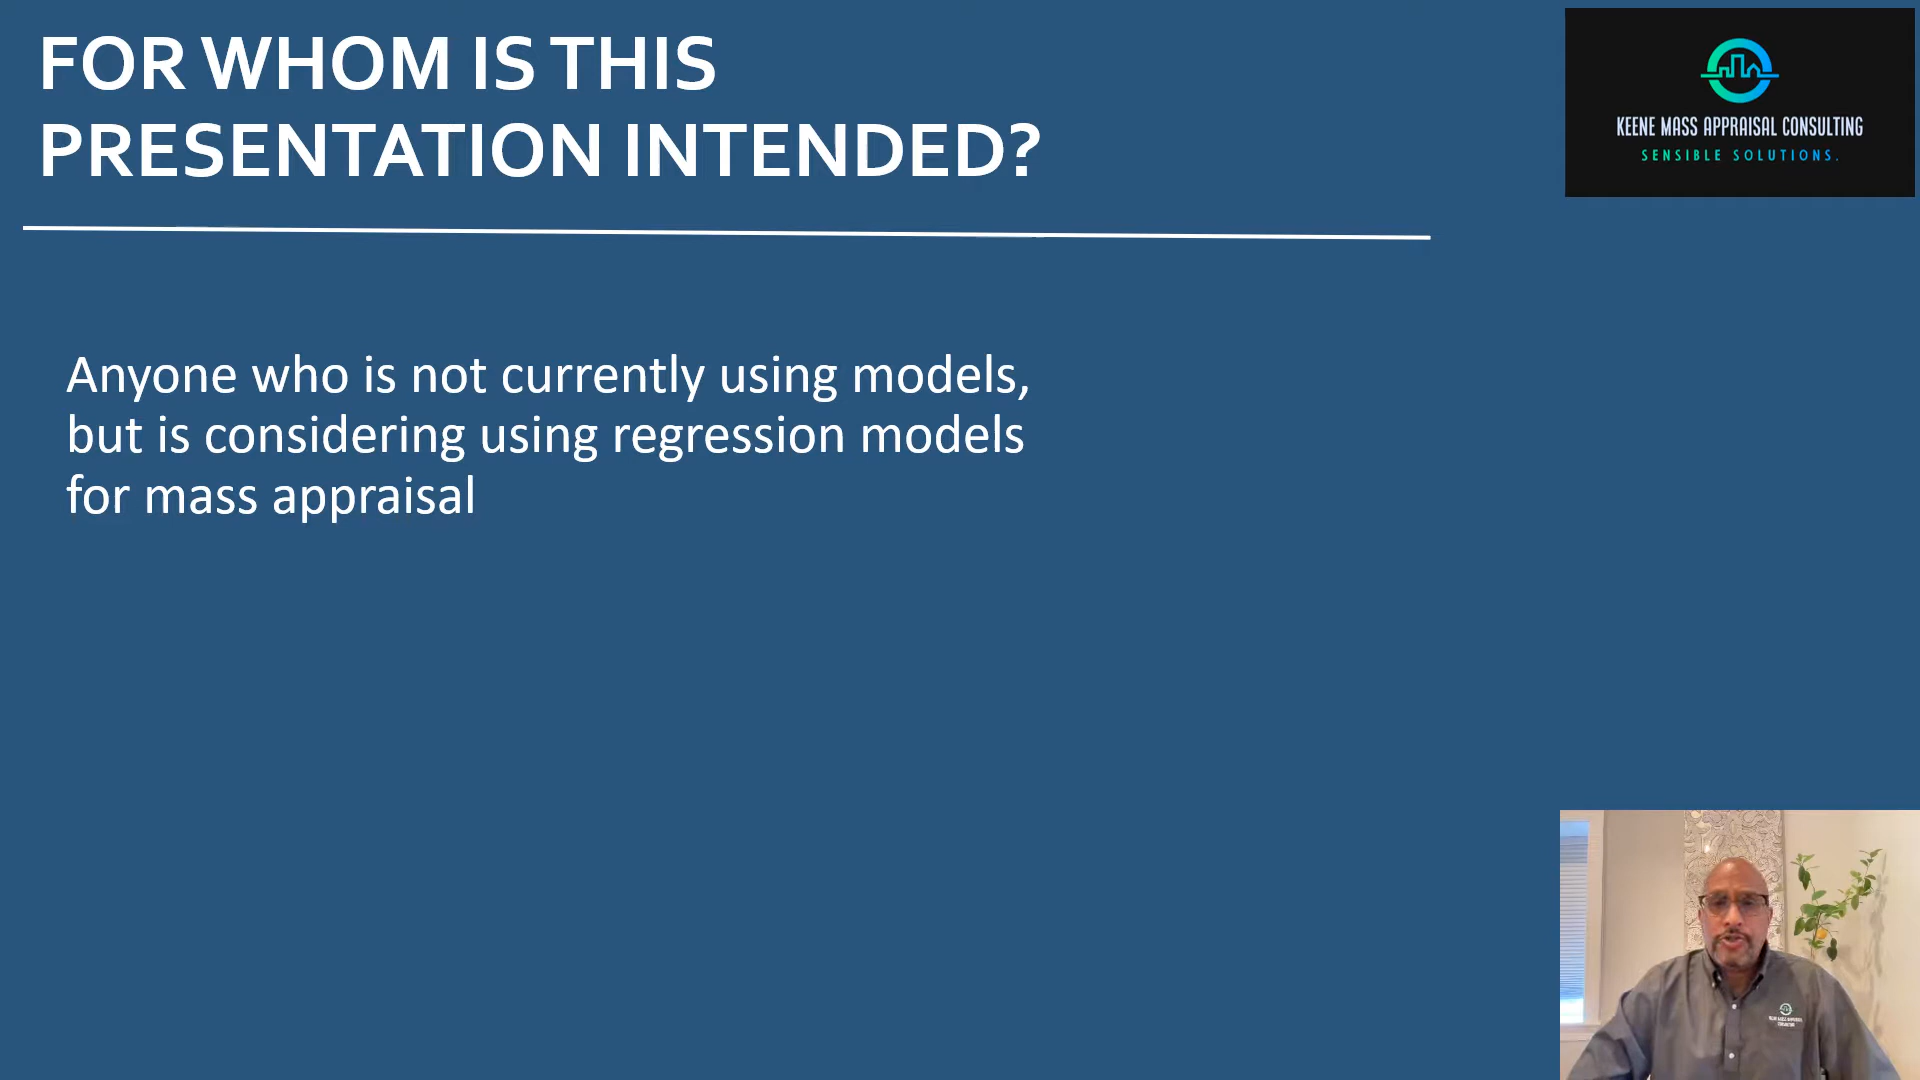 FOR WHOM IS THIS
PRESENTATION INTENDED?
KEENE MASS APPRAISAL CONSULTING
SENSIBLE SOLUTIONS.
Anyone who is not currently using models,
but is considering using regression models
for mass appraisal